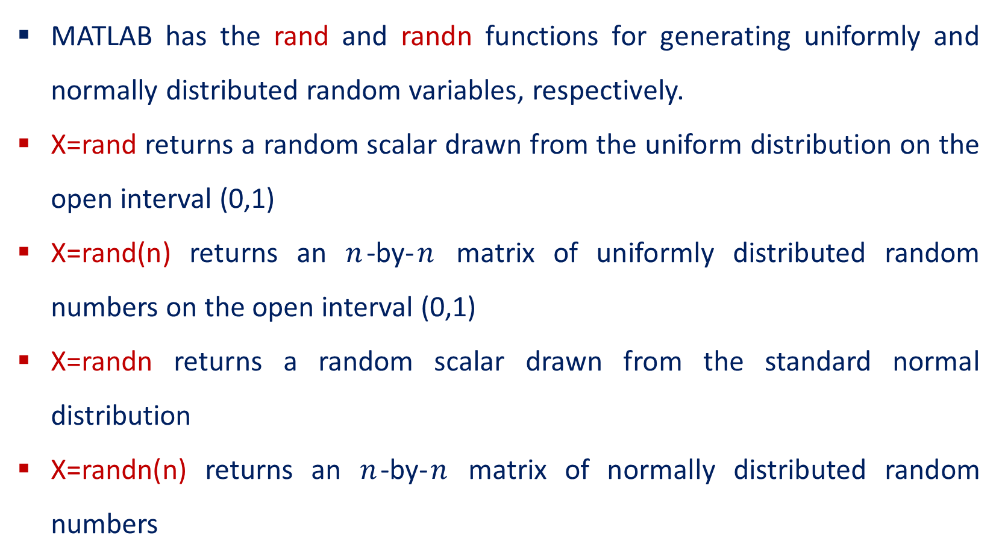 ▪ MATLAB has the rand and randn functions for generating uniformly and
normally distributed random variables, respectively.
▪ X=rand returns a random scalar drawn from the uniform distribution on the
open interval (0,1)
▪ X=rand(n) returns an n-by-n matrix of uniformly distributed random
numbers on the open interval (0,1)
▪ X=randn returns a random scalar drawn from the standard normal
distribution
▪ X=randn(n) returns an n-by-n matrix of normally distributed random
numbers